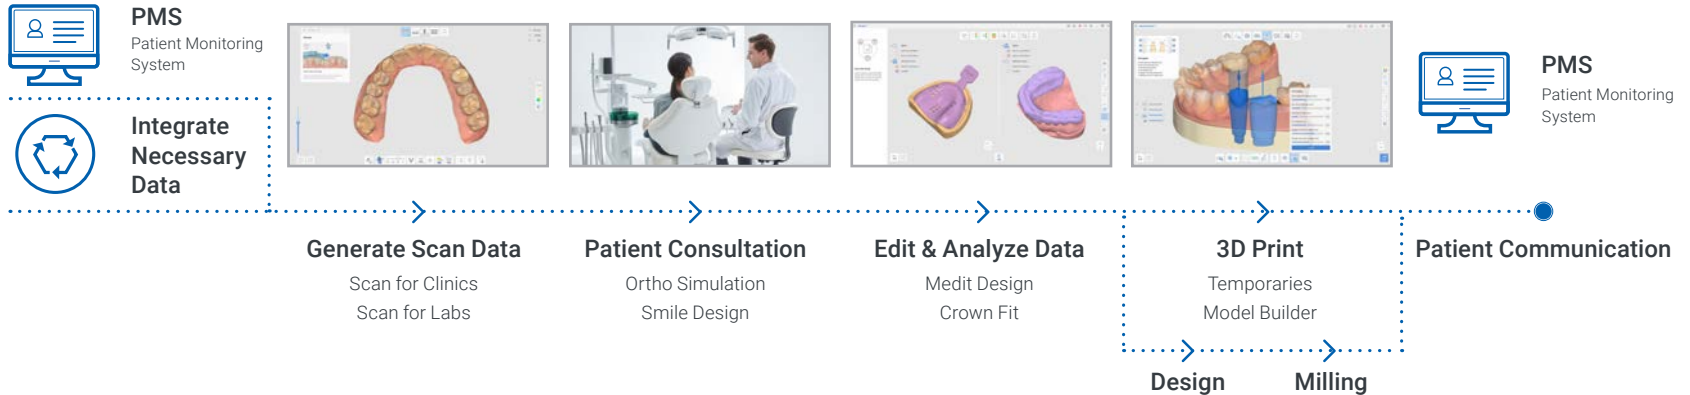 PMS
Patient Monitoring
System
Integrate
Necessary
Data
Generate Scan Data
Scan for Clinics
Scan for Labs
Patient Consultation
Ortho Simulation
Smile Design
Edit & Analyze Data
Medit Design
Crown Fit
3D Print
Temporaries
Model Builder
Design
Milling
PMS
Patient Monitoring
System
Patient Communication